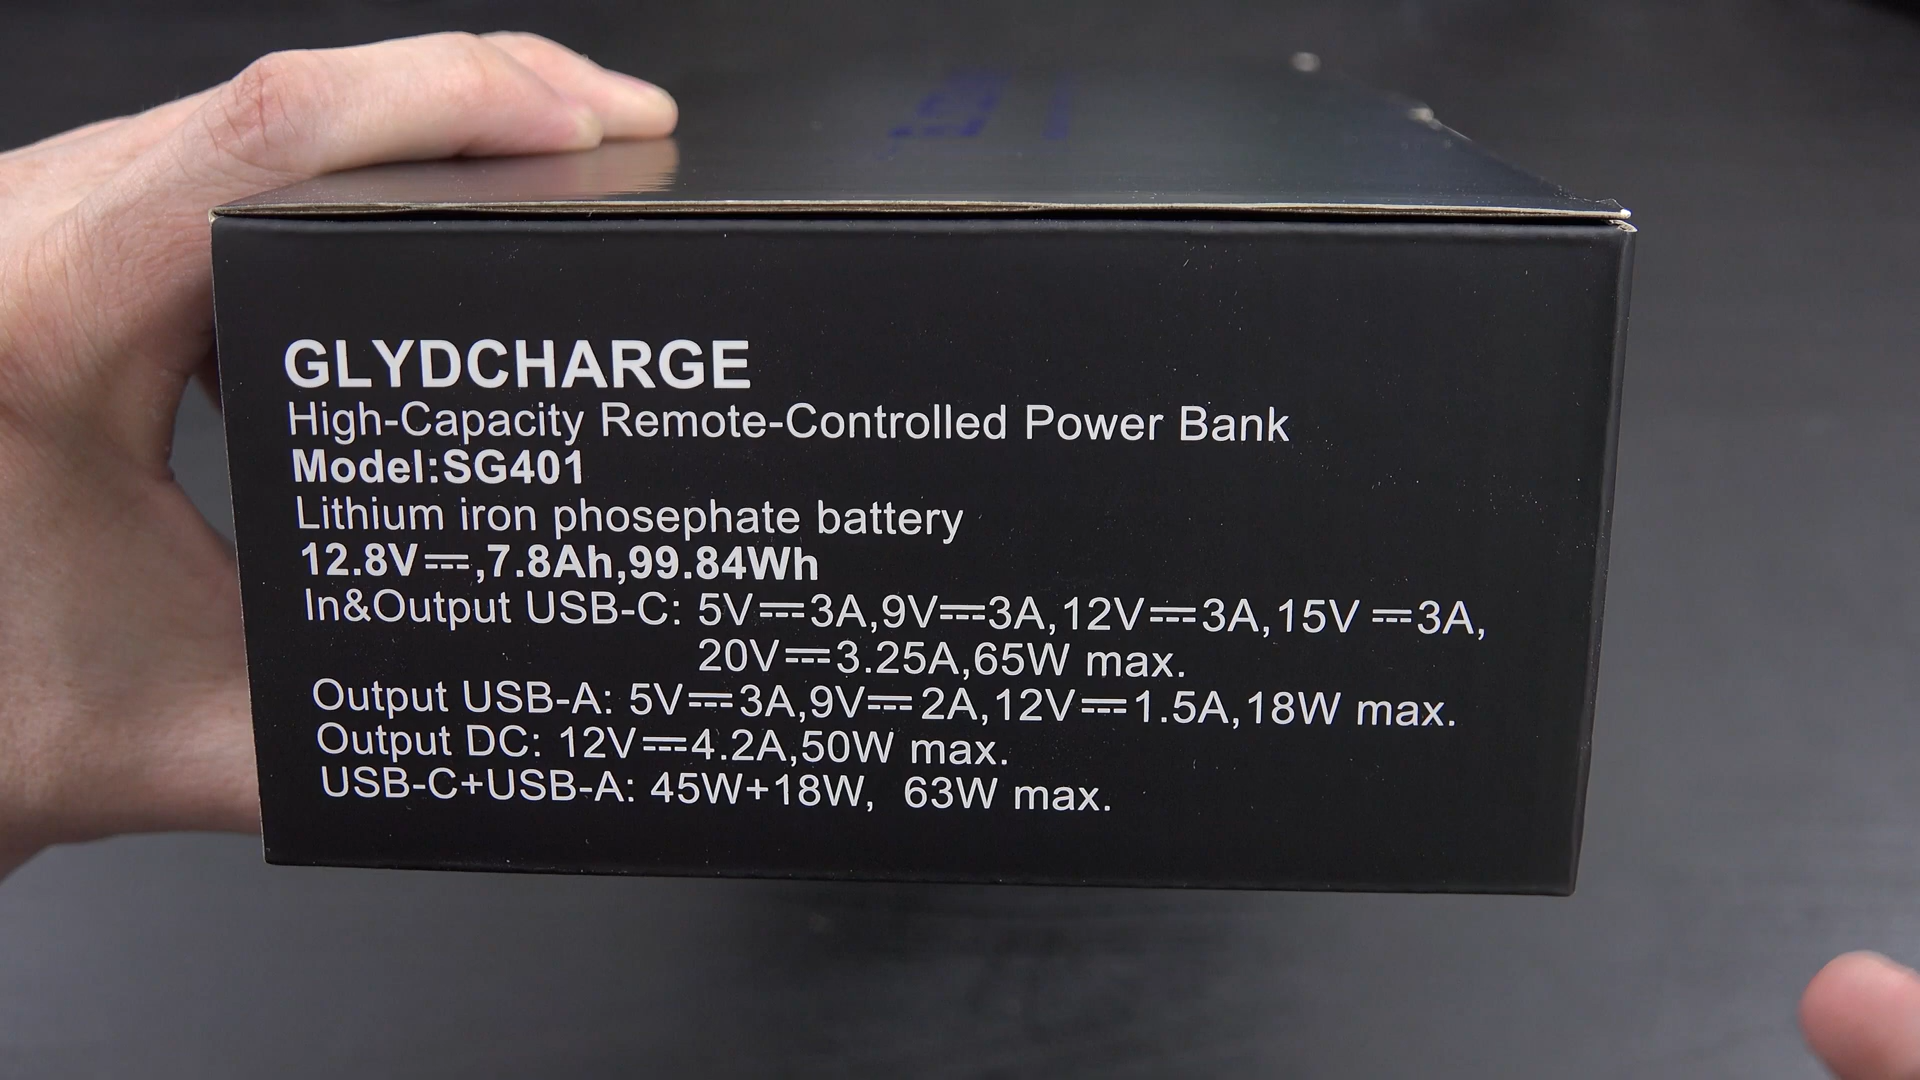 GLYDCHARGE
High-Capacity Remote-Controlled Power Bank
Model:SG401
Lithium iron phosephate battery
12.8V⎓,7.8Ah,99.84Wh
In&Output USB-C: 5V⎓3A,9V⎓3A,12V⎓3A,15V ⎓3A,
20V⎓3.25A,65W max.
Output USB-A: 5V⎓3A,9V⎓2A,12V⎓1.5A,18W max.
Output DC: 12V⎓4.2A,50W max.
USB-C+USB-A: 45W+18W, 63W max.